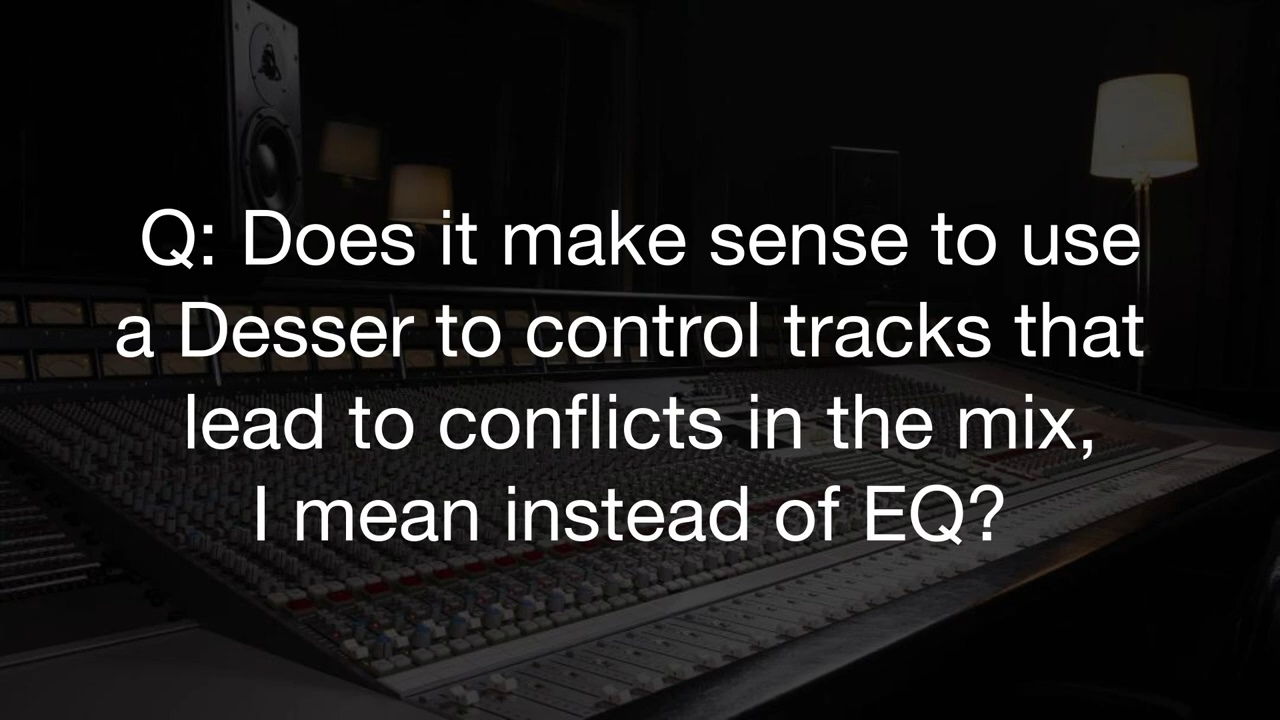 Q: Does it make sense to use
a Desser to control tracks that
lead to conflicts in the mix,
I mean instead of EQ?